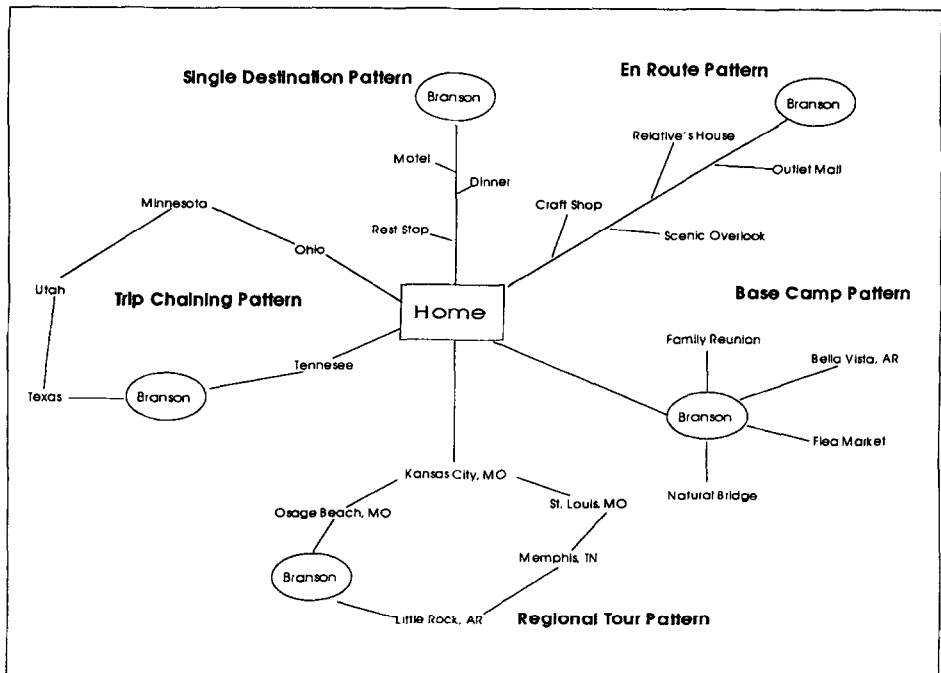 Single Destination Pattern
Branson
Motel
Dinner
Rest Stop
En Route Pattern
Branson
Relative's House
Outlet Mall
Craft Shop
Scenic Overlook
Minnesota
Ohio
Utah
Trip Chaining Pattern
Tennesee
Texas
Branson
Home
Base Camp Pattern
Family Reunion
Bella Vista, AR
Branson
Flea Market
Natural Bridge
Kansas City, MO
Osage Beach, MO
St. Louis, MO
Branson
Memphis, TN
Little Rock, AR
Regional Tour Pattern